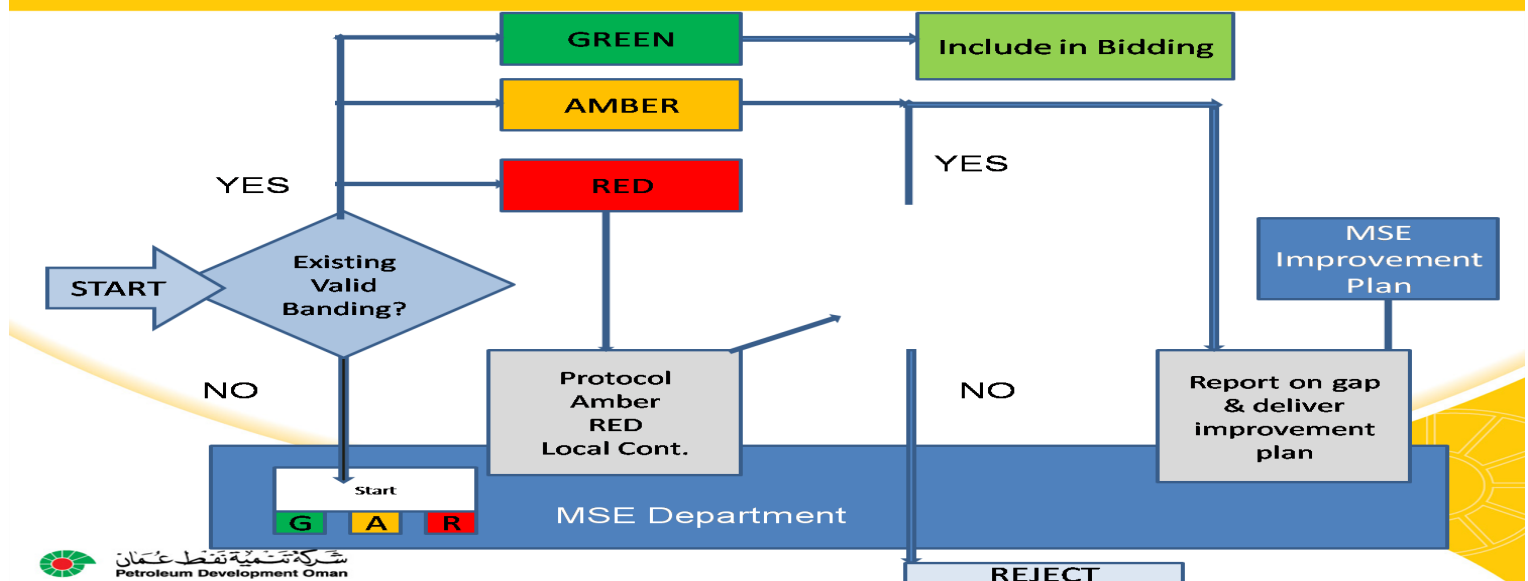 GREEN
Include in Bidding
AMBER
YES
YES
RED
START
Existing
Valid
Banding?
MSE
Improvement
Plan
NO
Protocol
Amber
RED
Local Cont.
NO
Report on gap
& deliver
improvement
plan
Start
G A R
MSE Department
شركة تنمية نفط عُمان
Petroleum Development Oman
REJECT